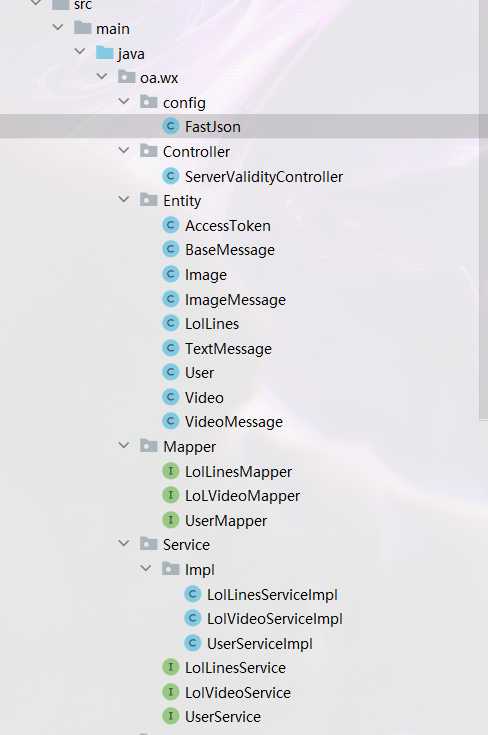 src
main
java
oa.wx
config
C FastJson
Controller
C ServerValidityController
Entity
C AccessToken
C BaseMessage
C Image
C ImageMessage
C LolLines
C TextMessage
C User
C Video
C VideoMessage
Mapper
I LolLinesMapper
I LoLVideoMapper
I UserMapper
Service
Impl
C LolLinesServiceImpl
C LolVideoServiceImpl
C UserServiceImpl
I LolLinesService
I LolVideoService
I UserService